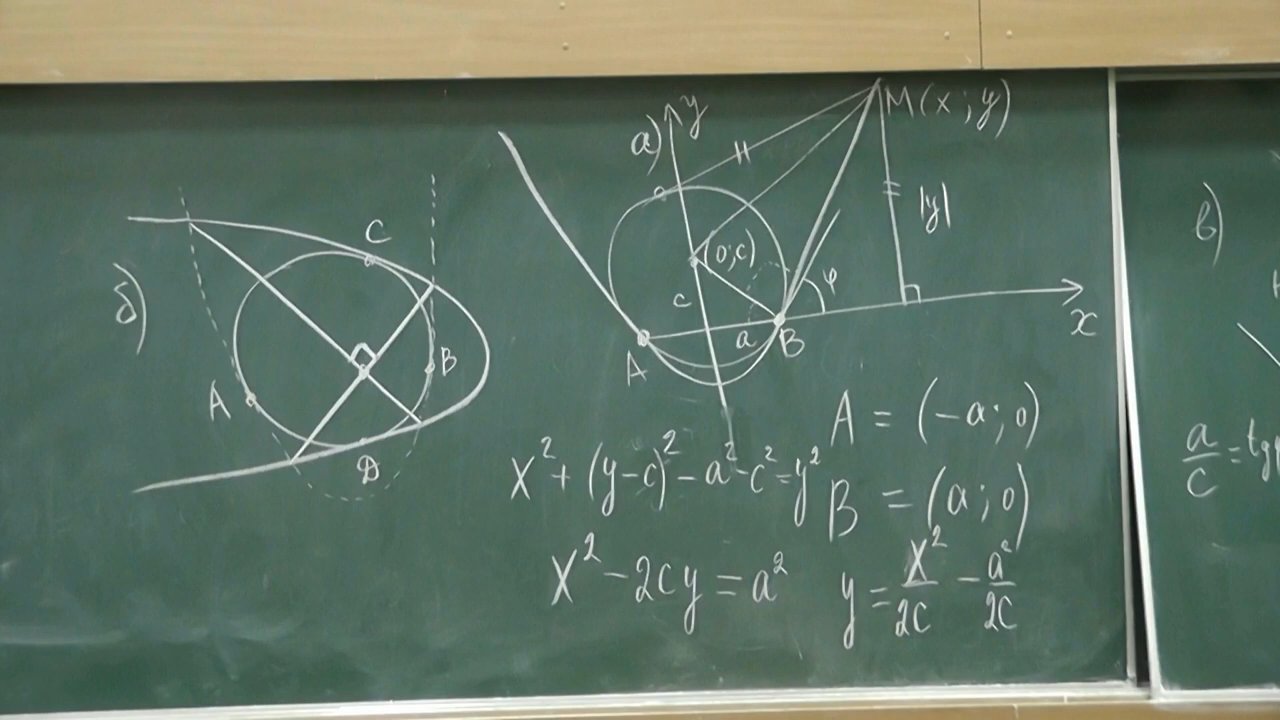 б)
C
B
A
D
а)
y
M(x;y)
|y|
(0;c)
c
φ
a
A
B
x
A = (-a;0)
x² + (y-c)² - a² - c² = y²
B = (a;0)
x² - 2cy = a²
y = x²/2c - a²/2c
в)
a/c = tg